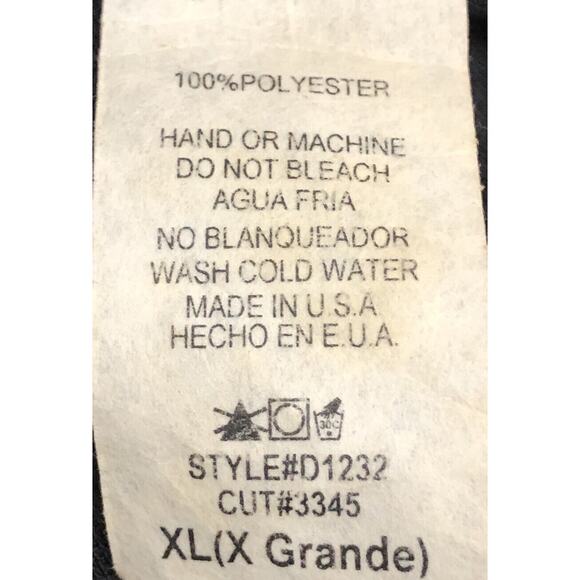 100%POLYESTER
HAND OR MACHINE
DO NOT BLEACH
AGUA FRIA
NO BLANQUEADOR
WASH COLD WATER
MADE IN U.S.A
HECHO EN E.U.A.
30C
STYLE#D1232
CUT#3345
XL(X Grande)